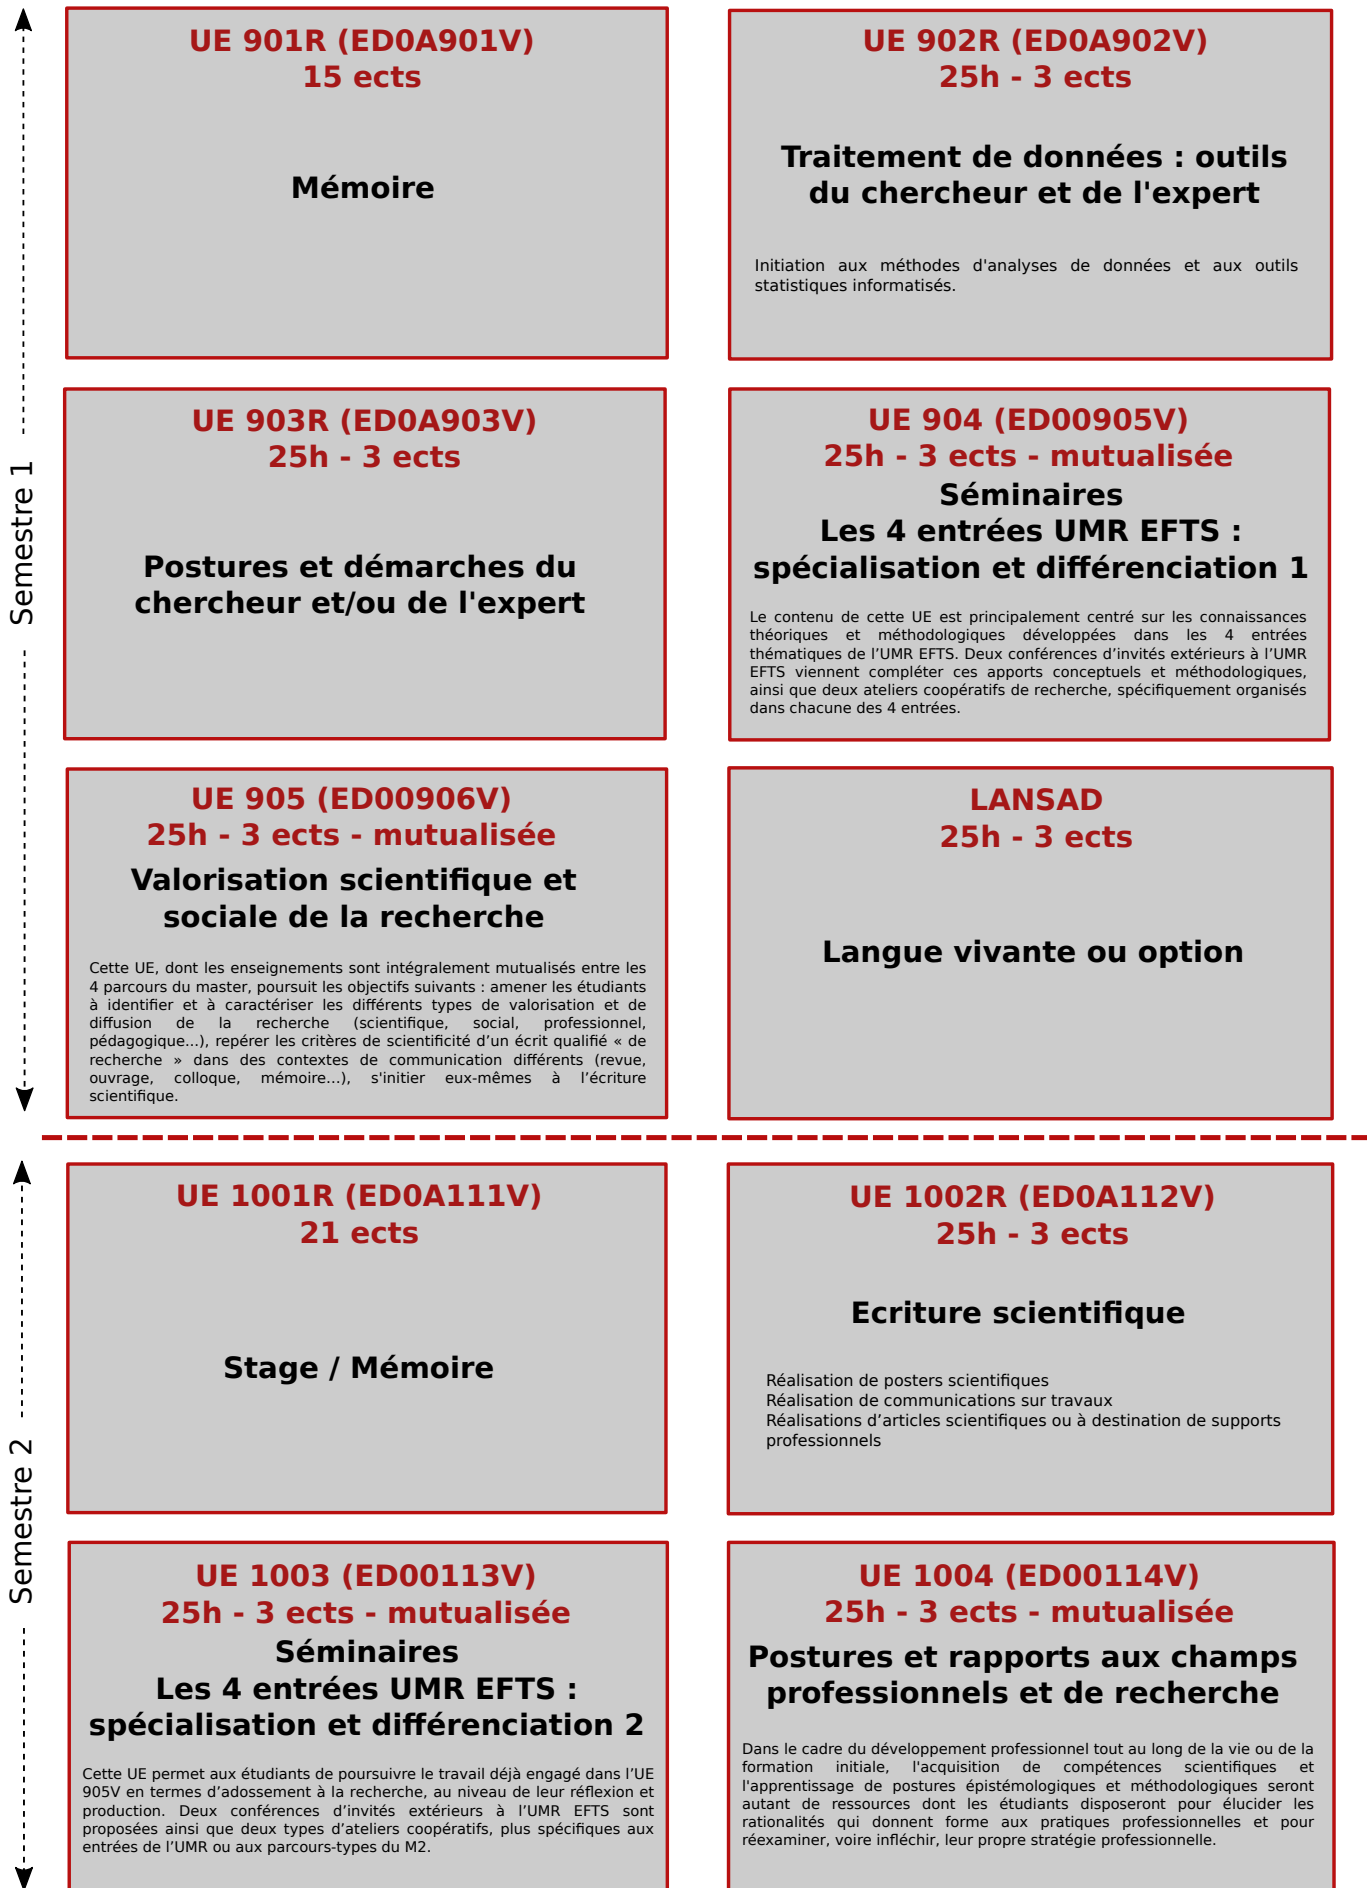 Semestre 1
UE 901R (ED0A901V)
15 ects
Mémoire
UE 902R (ED0A902V)
25h - 3 ects
Traitement de données : outils
du chercheur et de l'expert
Initiation aux méthodes d'analyses de données et aux outils
statistiques informatisés.
UE 903R (ED0A903V)
25h - 3 ects
Postures et démarches du
chercheur et/ou de l'expert
UE 904 (ED00905V)
25h - 3 ects - mutualisée
Séminaires
Les 4 entrées UMR EFTS :
spécialisation et différenciation 1
Le contenu de cette UE est principalement centré sur les connaissances
théoriques et méthodologiques développées dans les 4 entrées
thématiques de l’UMR EFTS. Deux conférences d’invités extérieurs à l’UMR
EFTS viennent compléter ces apports conceptuels et méthodologiques,
ainsi que deux ateliers coopératifs de recherche, spécifiquement organisés
dans chacune des 4 entrées.
UE 905 (ED00906V)
25h - 3 ects - mutualisée
Valorisation scientifique et
sociale de la recherche
Cette UE, dont les enseignements sont intégralement mutualisés entre les
4 parcours du master, poursuit les objectifs suivants : amener les étudiants
à identifier et à caractériser les différents types de valorisation et de
diffusion de la recherche (scientifique, social, professionnel,
pédagogique...), repérer les critères de scientificité d’un écrit qualifié « de
recherche » dans des contextes de communication différents (revue,
ouvrage, colloque, mémoire…), s'initier eux-mêmes à l’écriture
scientifique.
LANSAD
25h - 3 ects
Langue vivante ou option
Semestre 2
UE 1001R (ED0A111V)
21 ects
Stage / Mémoire
UE 1002R (ED0A112V)
25h - 3 ects
Ecriture scientifique
Réalisation de posters scientifiques
Réalisation de communications sur travaux
Réalisations d’articles scientifiques ou à destination de supports
professionnels
UE 1003 (ED00113V)
25h - 3 ects - mutualisée
Séminaires
Les 4 entrées UMR EFTS :
spécialisation et différenciation 2
Cette UE permet aux étudiants de poursuivre le travail déjà engagé dans l’UE
905V en termes d’adossement à la recherche, au niveau de leur réflexion et
production. Deux conférences d’invités extérieurs à l’UMR EFTS sont
proposées ainsi que deux types d’ateliers coopératifs, plus spécifiques aux
entrées de l’UMR ou aux parcours-types du M2.
UE 1004 (ED00114V)
25h - 3 ects - mutualisée
Postures et rapports aux champs
professionnels et de recherche
Dans le cadre du développement professionnel tout au long de la vie ou de la
formation initiale, l'acquisition de compétences scientifiques et
l'apprentissage de postures épistémologiques et méthodologiques seront
autant de ressources dont les étudiants disposeront pour élucider les
rationalités qui donnent forme aux pratiques professionnelles et pour
réexaminer, voire infléchir, leur propre stratégie professionnelle.